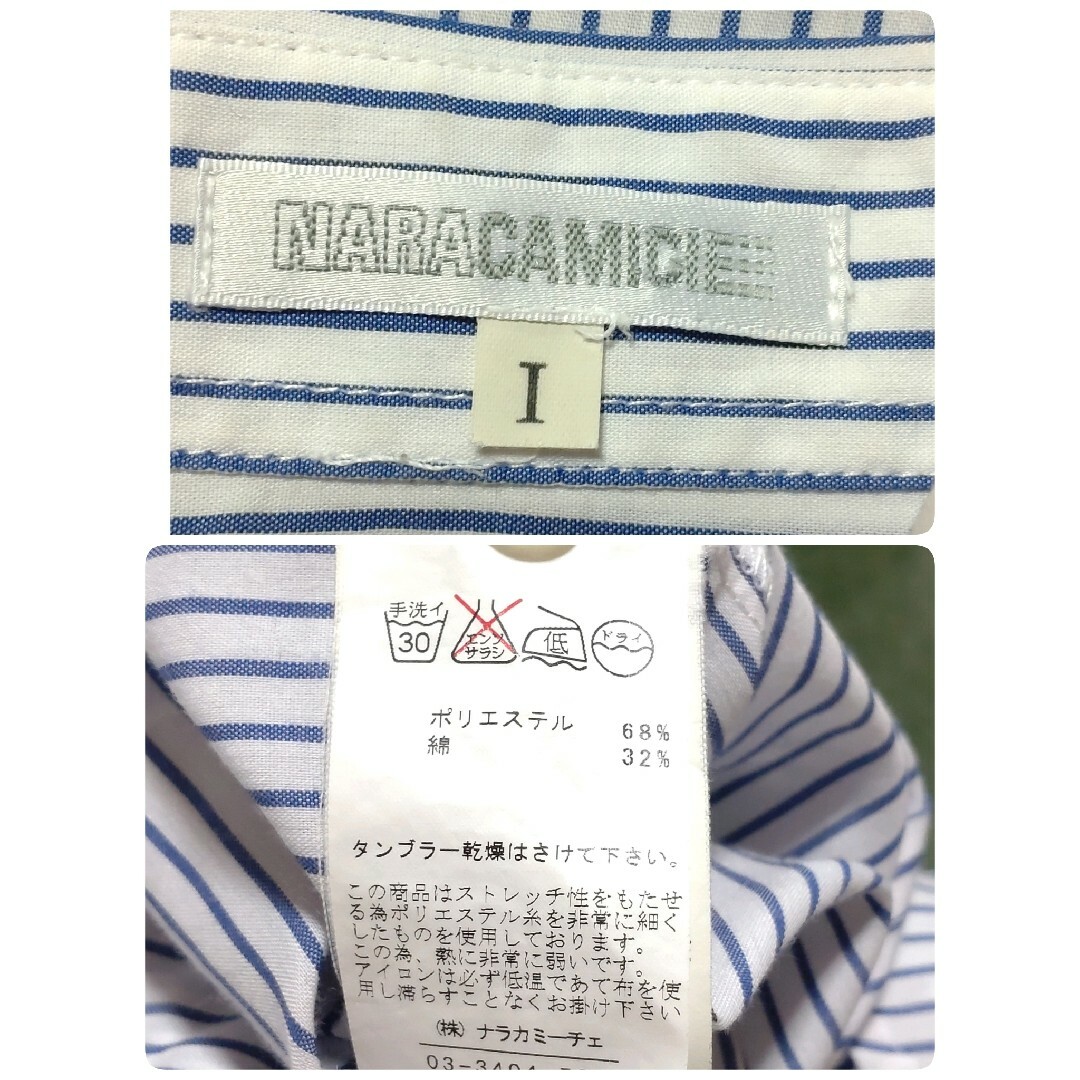 NARACAMICIE
I
手洗イ
30
エンソ
サラシ
低
ドライ
ポリエステル 68%
綿 32%
タンブラー乾燥はさけて下さい。
この商品はストレッチ性をもたせ
る為ポリエステル糸を非常に細く
したものを使用しております。
この為、熱に非常に弱いです。
アイロンは必ず低温であて布を使
用し滞らすことなくお掛け下さい
(株) ナラカミーチェ
03-3494